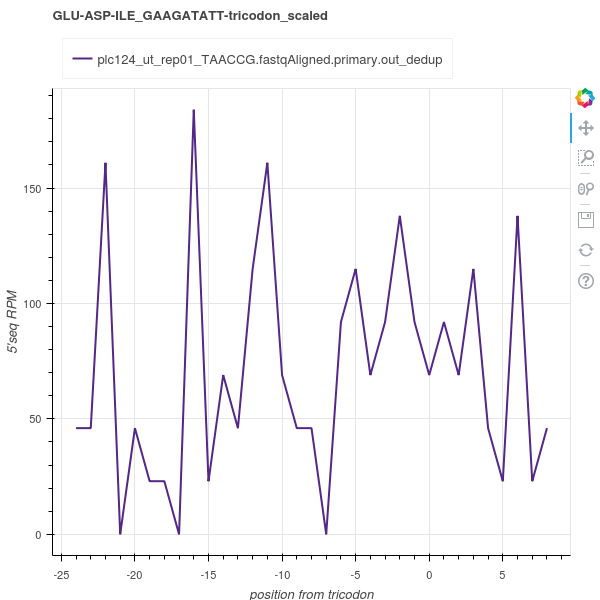 GLU-ASP-ILE_GAAGATATT-tricodon_scaled
plc124_ut_rep01_TAACCG.fastqAligned.primary.out_dedup
150
100
50
0
5'seq RPM
-25 -20 -15 -10 -5 0 5
position from tricodon